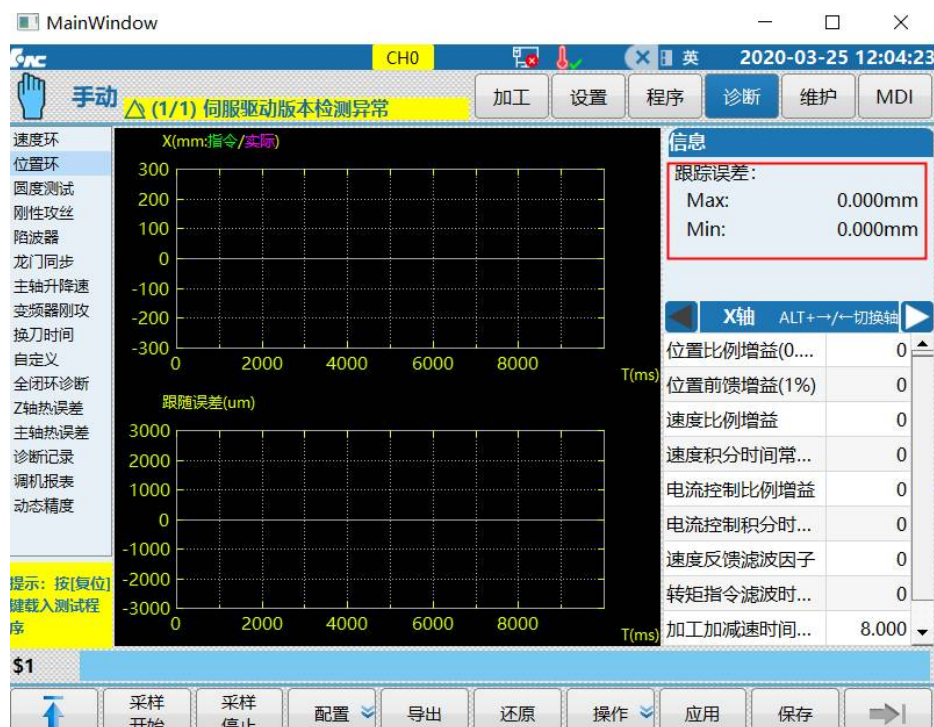 MainWindow
CH0
英
2020-03-25 12:04:23
手动
(1/1) 伺服驱动版本检测异常
加工
设置
程序
诊断
维护
MDI
速度环
位置环
圆度测试
刚性攻丝
陷波器
龙门同步
主轴升降速
变频器刚攻
换刀时间
自定义
全闭环诊断
Z轴热误差
主轴热误差
诊断记录
调机报表
动态精度
提示：按[复位]
键载入测试程
序
X(mm:指令/实际)
300
200
100
0
-100
-200
-300
0 2000 4000 6000 8000
T(ms)
跟随误差(um)
3000
2000
1000
0
-1000
-2000
-3000
0 2000 4000 6000 8000
T(ms)
信息
跟踪误差:
Max: 0.000mm
Min: 0.000mm
X轴 ALT+→/←切换轴
位置比例增益(0.... 0
位置前馈增益(1%) 0
速度比例增益 0
速度积分时间常... 0
电流控制比例增益 0
电流控制积分时... 0
速度反馈滤波因子 0
转矩指令滤波时... 0
加工加减速时间... 8.000
$1
采样
开始
采样
停止
配置
导出
还原
操作
应用
保存